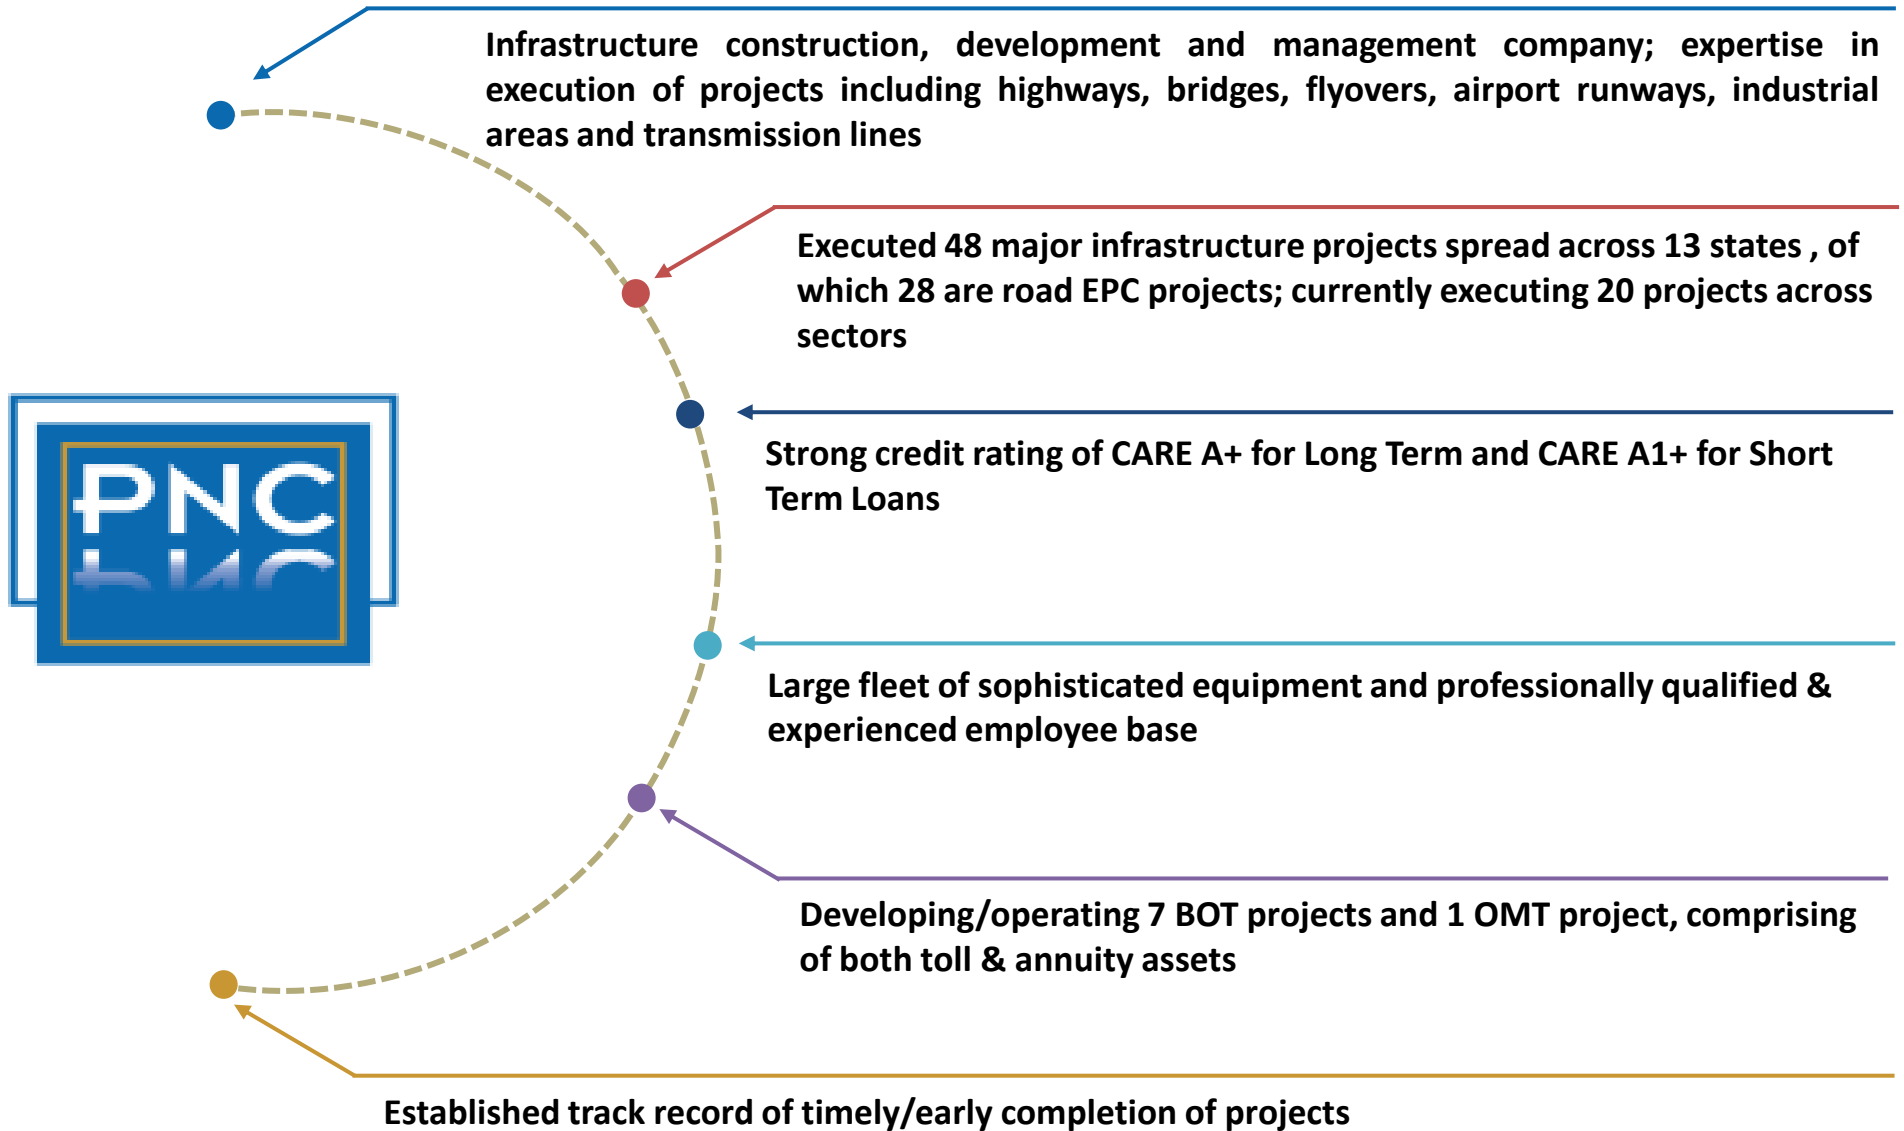 Infrastructure construction, development and management company; expertise in
execution of projects including highways, bridges, flyovers, airport runways, industrial
areas and transmission lines
Executed 48 major infrastructure projects spread across 13 states , of
which 28 are road EPC projects; currently executing 20 projects across
sectors
PNC
Strong credit rating of CARE A+ for Long Term and CARE A1+ for Short
Term Loans
Large fleet of sophisticated equipment and professionally qualified &
experienced employee base
Developing/operating 7 BOT projects and 1 OMT project, comprising
of both toll & annuity assets
Established track record of timely/early completion of projects